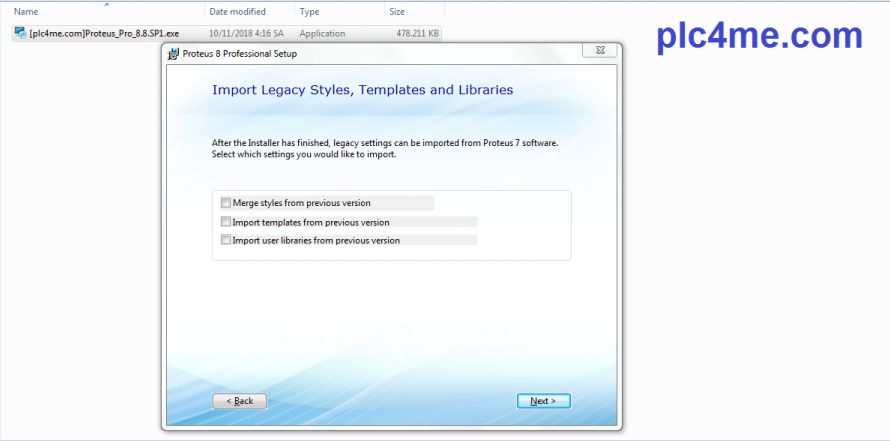 Name Date modified Type Size
[plc4me.com]Proteus_Pro_8.8.SP1.exe 10/11/2018 4:16 SA Application 478.211 KB
plc4me.com
Proteus 8 Professional Setup
Import Legacy Styles, Templates and Libraries
After the Installer has finished, legacy settings can be imported from Proteus 7 software.
Select which settings you would like to import.
Merge styles from previous version
Import templates from previous version
Import user libraries from previous version
< Back Next >